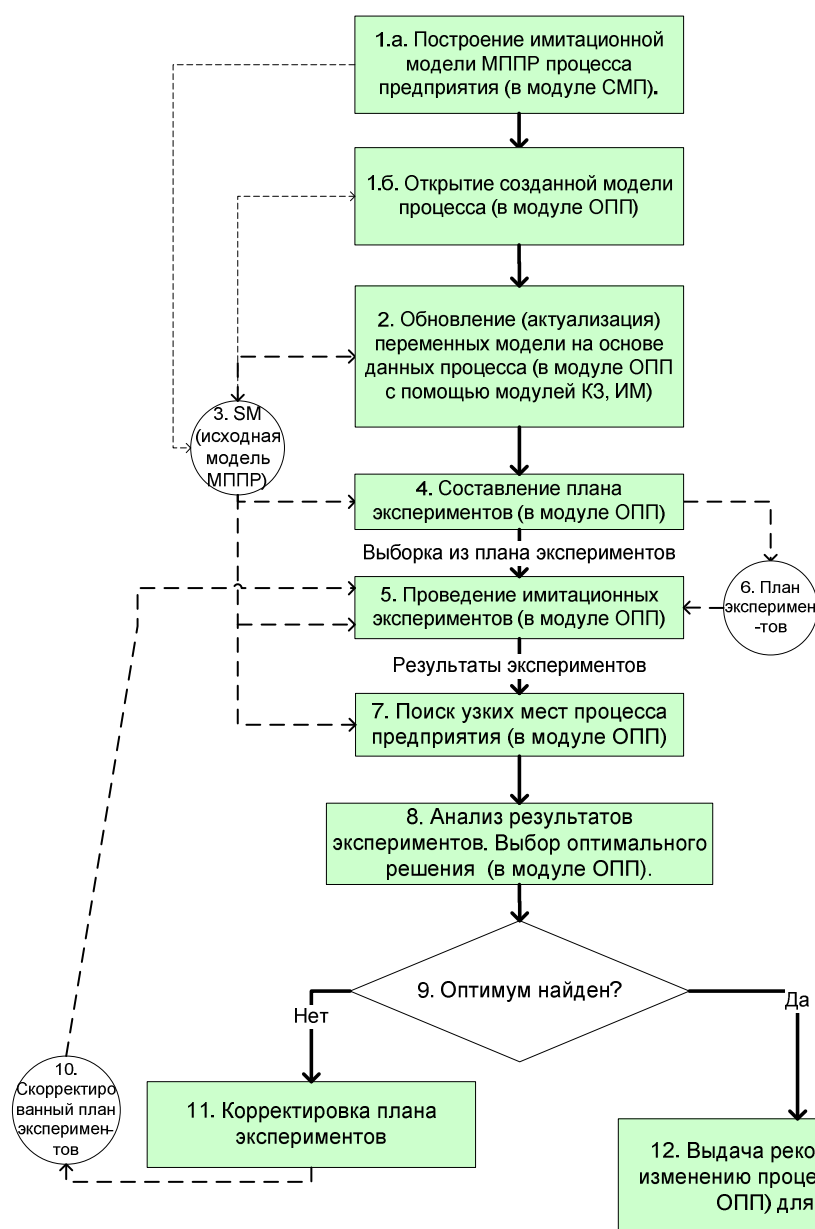 1.а. Построение имитационной
модели МППР процесса
предприятия (в модуле СМП).
1.б. Открытие созданной модели
процесса (в модуле ОПП)
2. Обновление (актуализация)
переменных модели на основе
данных процесса (в модуле ОПП
с помощью модулей КЗ, ИМ)
3. SM
(исходная
модель
МППР)
4. Составление плана
экспериментов (в модуле ОПП)
Выборка из плана экспериментов
5. Проведение имитационных
экспериментов (в модуле ОПП)
6. План
эксперимен
-тов
Результаты экспериментов
7. Поиск узких мест процесса
предприятия (в модуле ОПП)
8. Анализ результатов
экспериментов. Выбор оптимального
решения (в модуле ОПП).
9. Оптимум найден?
Нет
Да
10.
Скорректиро
ванный план
эксперимен-
тов
11. Корректировка плана
экспериментов
12. Выдача
изменению
ОПП) для